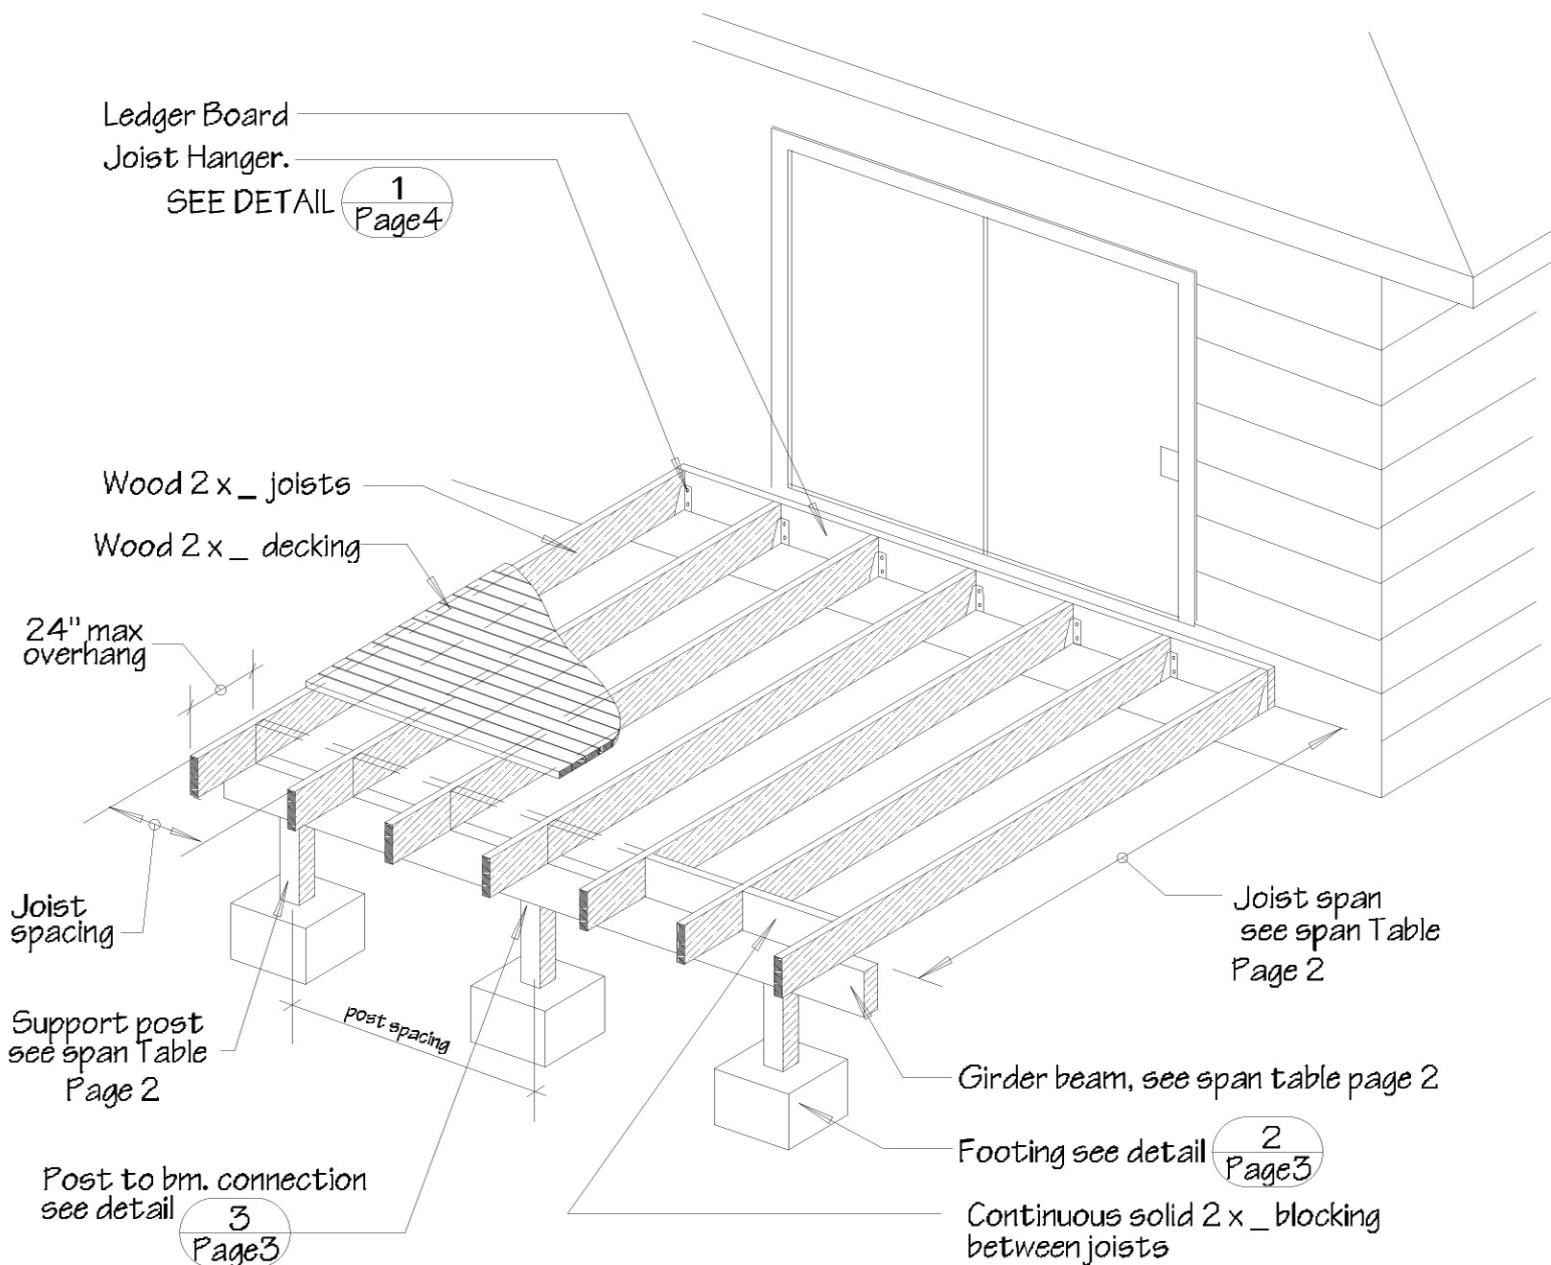 Ledger Board
Joist Hanger.
SEE DETAIL 1
Page4
Wood 2 x _ joists
Wood 2 x _ decking
24" max
overhang
Joist
spacing
Support post
see span Table
Page 2
post spacing
Post to bm. connection
see detail 3
Page3
Joist span
see span Table
Page 2
Girder beam, see span table page 2
Footing see detail 2
Page3
Continuous solid 2 x _ blocking
between joists